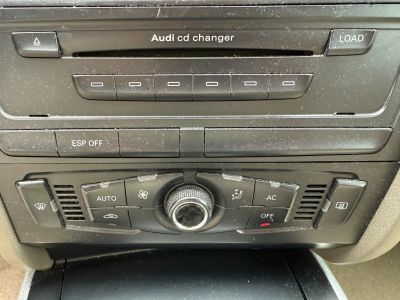 Audi cd changer
LOAD
ESP OFF
AUTO
AC
OFF